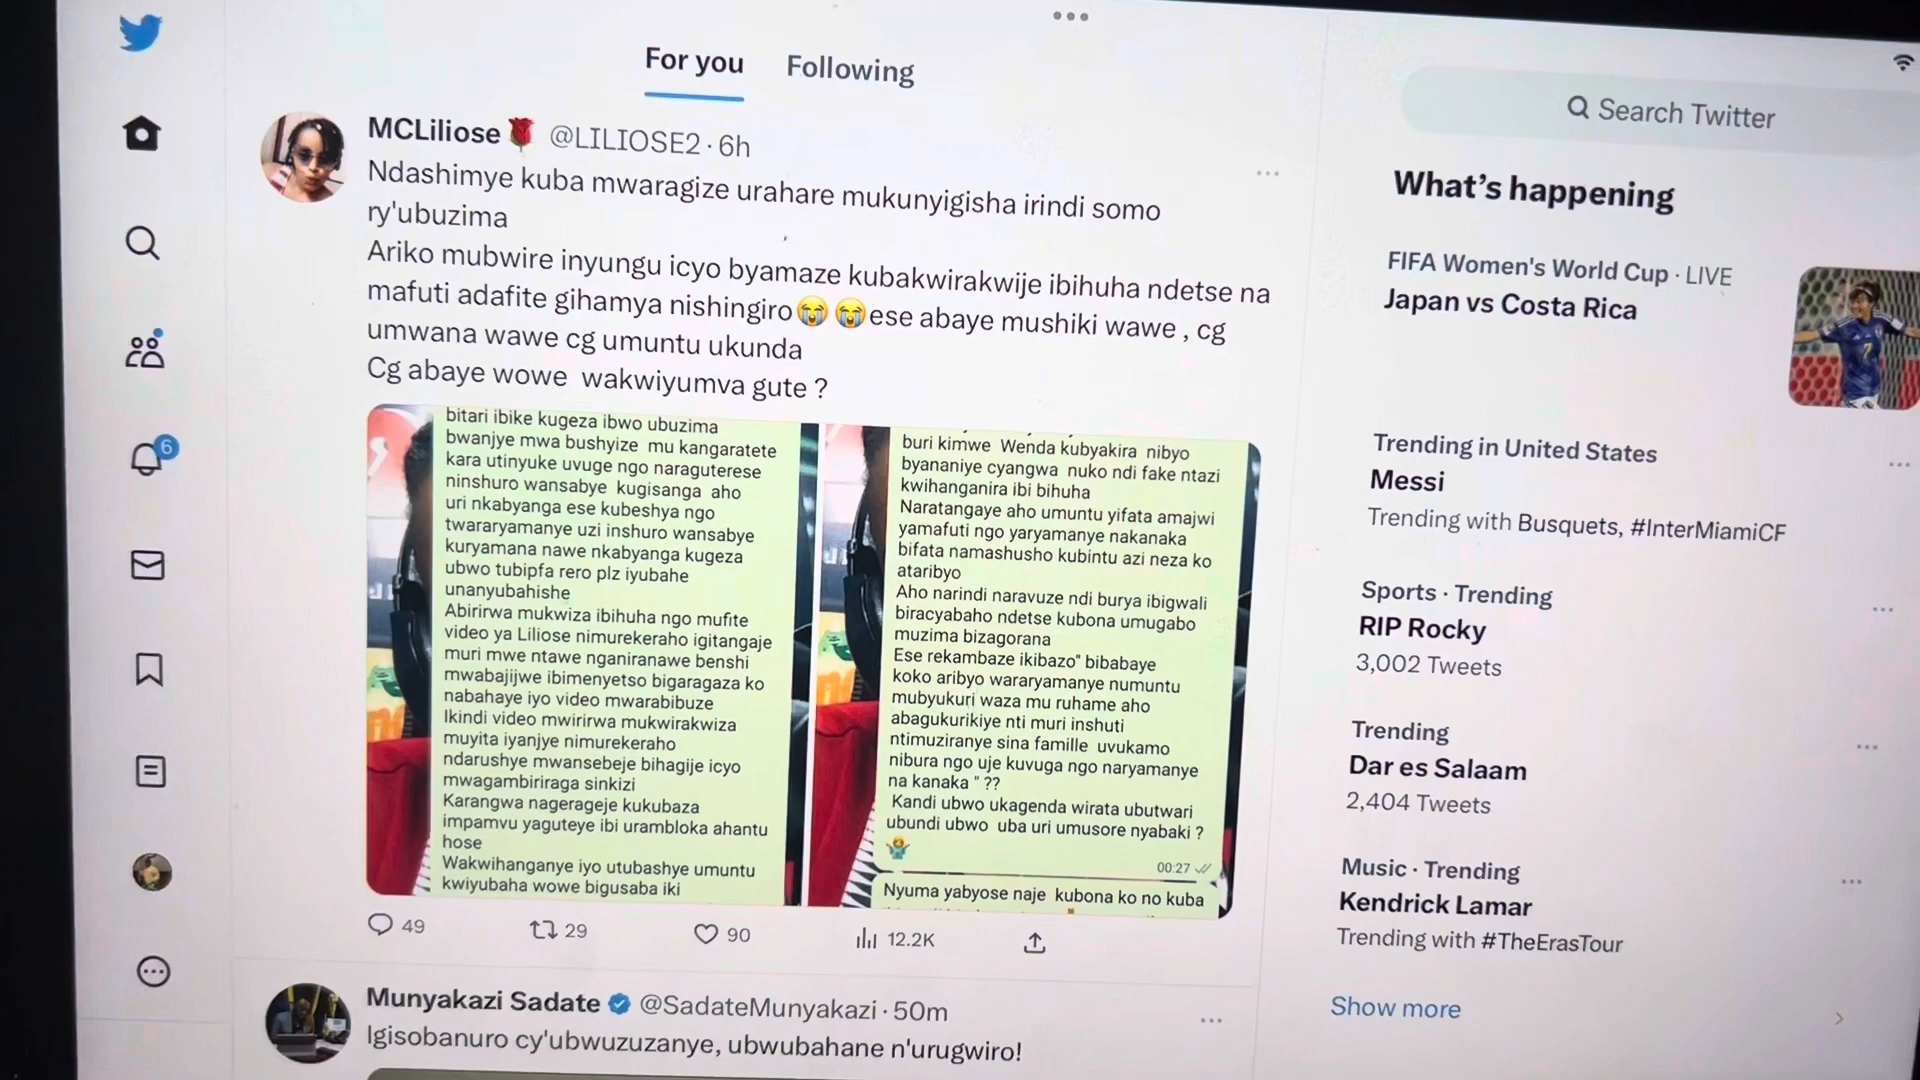 For you
Following
MCLiliose🌹 @LILIOSE2 · 6h
Ndashimye kuba mwaragize urahare mukunyigisha irindi somo
ry'ubuzima
Ariko mubwire inyungu icyo byamaze kubakwirakwije ibihuha ndetse na
mafuti adafite gihamya nishingiro😭😭ese abaye mushiki wawe , cg
umwana wawe cg umuntu ukunda
Cg abaye wowe wakwiyumva gute ?
bitari ibike kugeza ibwo ubuzima
bwanjye mwa bushyize mu kangaratete
kara utinyuke uvuge ngo naraguterese
ninshuro wansabye kugisanga aho
uri nkabyanga ese kubeshya ngo
twararyamanye uzi inshuro wansabye
kuryamana nawe nkabyanga kugeza
ubwo tubipfa rero plz iyubahe
unanyubahishe
Abirirwa mukwiza ibihuha ngo mufite
video ya Liliose nimurekeraho igitangaje
muri mwe ntawe nganiranawe benshi
mwabajijwe ibimenyetso bigaragaza ko
nabahaye iyo video mwarabibuze
Ikindi video mwirirwa mukwirakwiza
muyita iyanjye nimurekeraho
ndarushye mwansebeje bihagije icyo
mwagambiriraga sinkizi
Karangwa nagerageje kukubaza
impamvu yaguteye ibi urambloka ahantu
hose
Wakwihanganye iyo utubashye umuntu
kwiyubaha wowe bigusaba iki
buri kimwe Wenda kubyakira nibyo
byananiye cyangwa nuko ndi fake ntazi
kwihanganira ibi bihuha
Naratangaye aho umuntu yifata amajwi
yamafuti ngo yaryamanye nakanaka
bifata namashusho kubintu azi neza ko
ataribyo
Aho narindi naravuze ndi burya ibigwali
biracyabaho ndetse kubona umugabo
muzima bizagorana
Ese rekambaze ikibazo" bibabaye
koko aribyo wararyamanye numuntu
mubyukuri waza mu ruhame aho
abagukurikiye nti muri inshuti
ntimuziranye sina famille uvukamo
nibura ngo uje kuvuga ngo naryamanye
na kanaka " ??
Kandi ubwo ukagenda wirata ubutwari
ubundi ubwo uba uri umusore nyabaki ?
🤷
00:27
Nyuma yabyose naje kubona ko no kuba
49
29
90
12.2K
Munyakazi Sadate @SadateMunyakazi · 50m
Igisobanuro cy'ubwuzuzanye, ubwubahane n'urugwiro!
6
Search Twitter
What's happening
FIFA Women's World Cup · LIVE
Japan vs Costa Rica
7
Trending in United States
Messi
Trending with Busquets, #InterMiamiCF
Sports · Trending
RIP Rocky
3,002 Tweets
Trending
Dar es Salaam
2,404 Tweets
Music · Trending
Kendrick Lamar
Trending with #TheErasTour
Show more